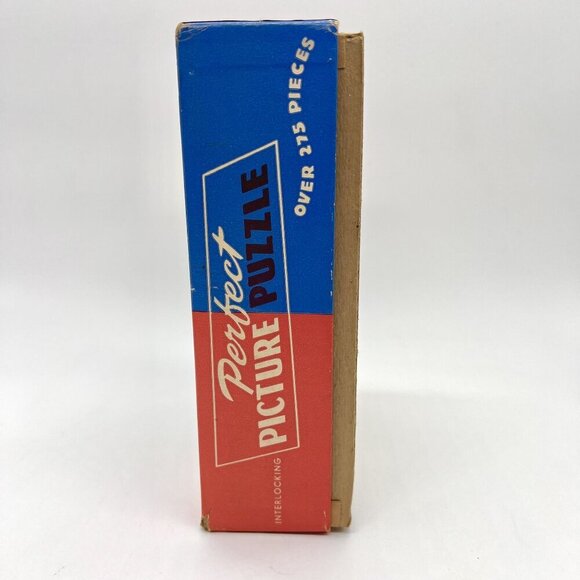 Perfect
INTERLOCKING PICTURE PUZZLE
OVER 275 PIECES